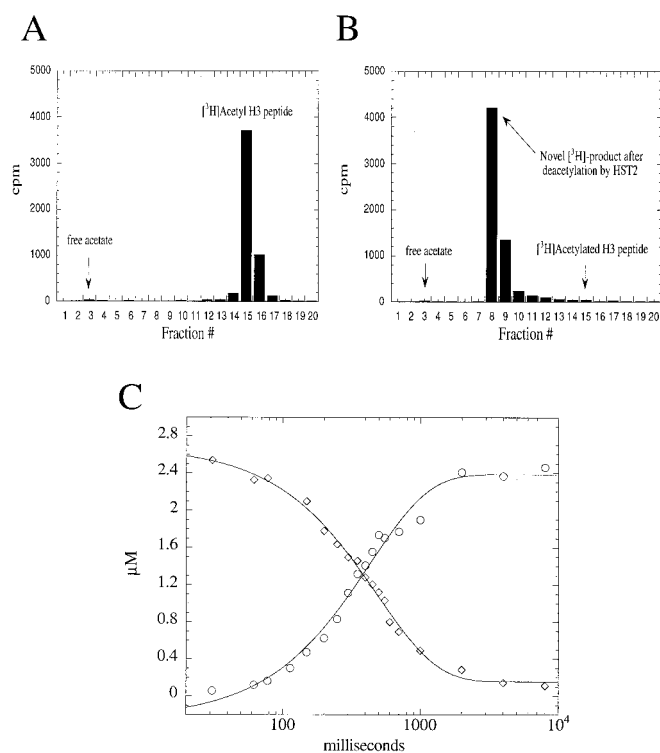 A
5000
4000
3000
2000
1000
0
cpm
[³H]Acetyl H3 peptide
free acetate
1 2 3 4 5 6 7 8 9 10 11 12 13 14 15 16 17 18 19 20
Fraction #
B
5000
4000
3000
2000
1000
0
cpm
Novel [³H]-product after
deacetylation by HST2
free acetate
[³H]Acetylated H3 peptide
1 2 3 4 5 6 7 8 9 10 11 12 13 14 15 16 17 18 19 20
Fraction #
C
2.8
2.4
2
1.6
1.2
0.8
0.4
0
μM
100
1000
10⁴
milliseconds